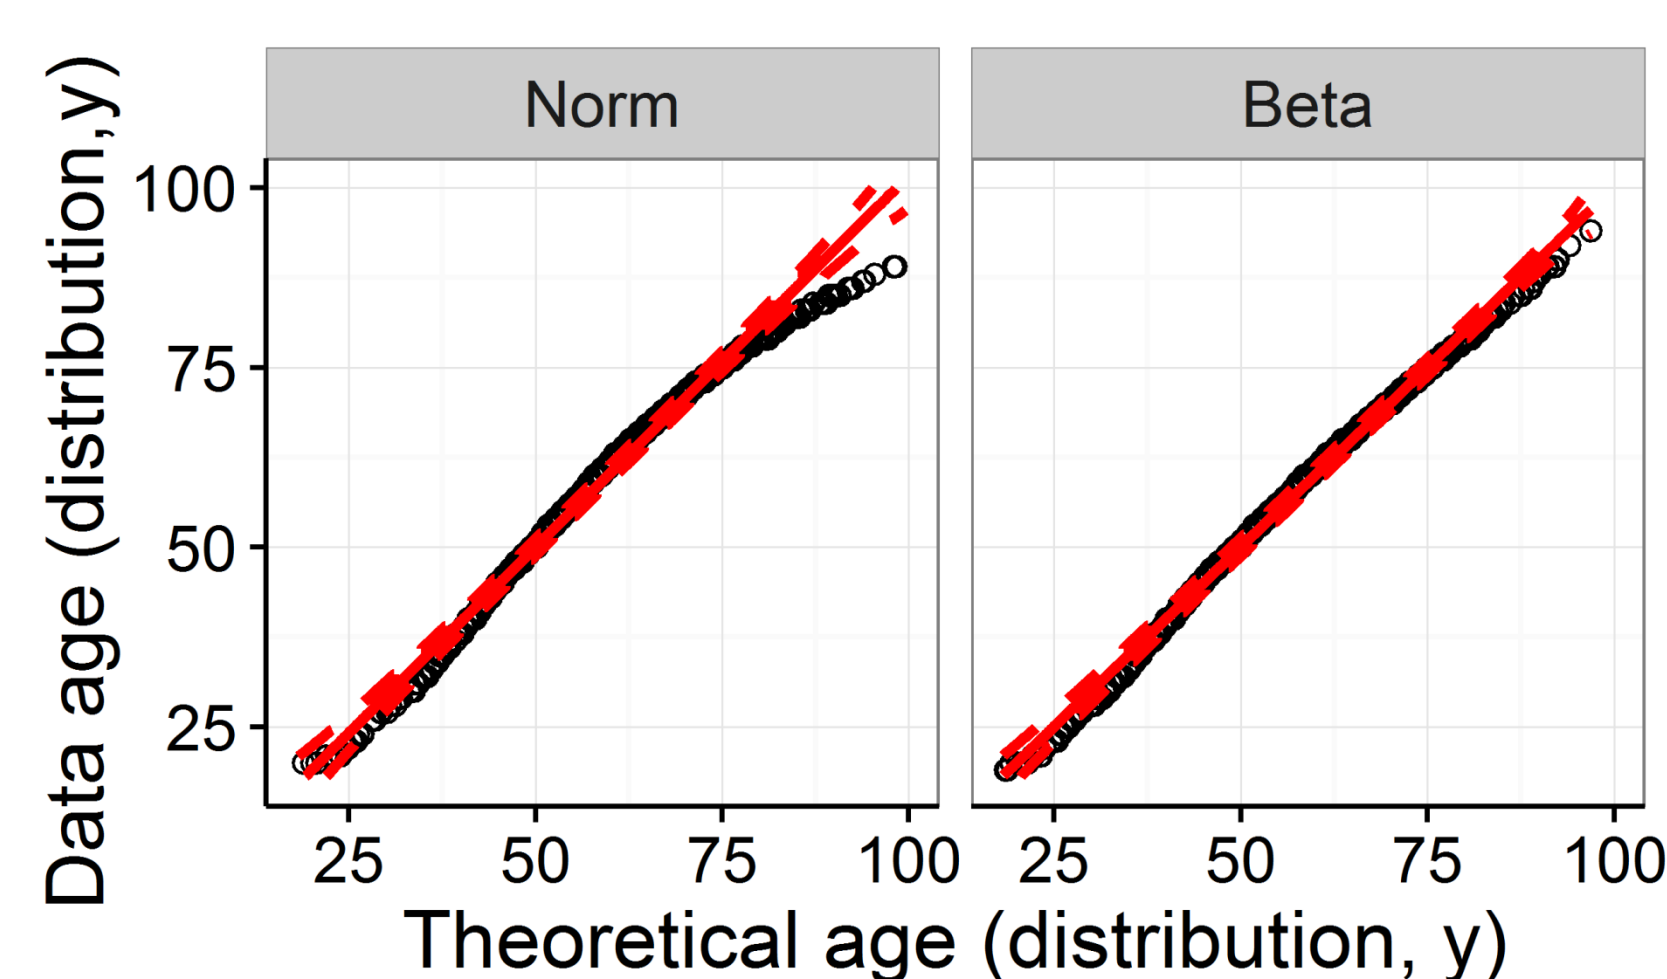 Norm
Beta
Data age (distribution,y)
100
75
50
25
25 50 75 100
25 50 75 100
Theoretical age (distribution, y)